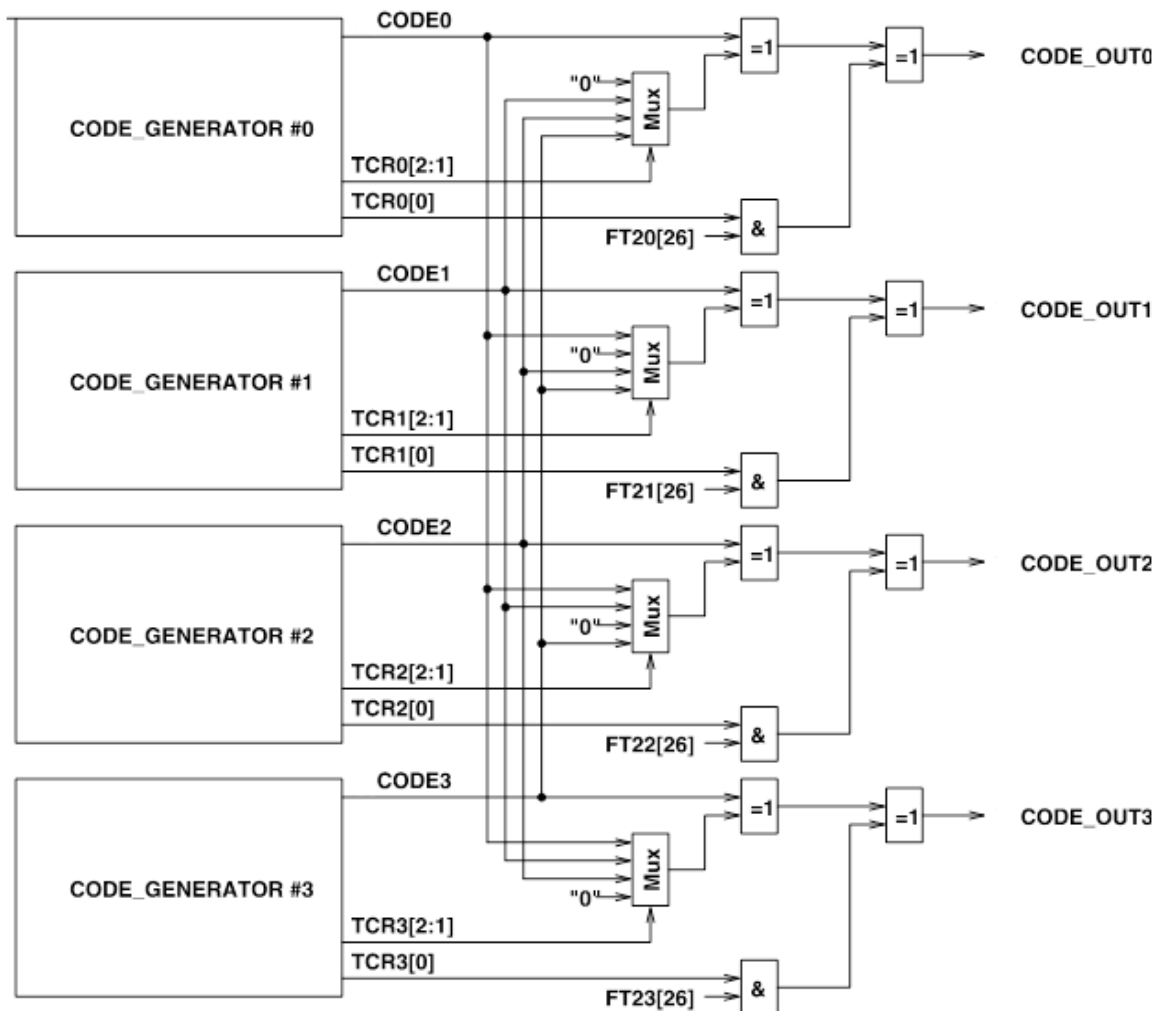 CODE0
=1
=1
CODE_OUT0
"0"
Mux
CODE_GENERATOR #0
TCR0[2:1]
TCR0[0]
FT20[26]
&
CODE1
=1
=1
CODE_OUT1
"0"
Mux
CODE_GENERATOR #1
TCR1[2:1]
TCR1[0]
FT21[26]
&
CODE2
=1
=1
CODE_OUT2
"0"
Mux
CODE_GENERATOR #2
TCR2[2:1]
TCR2[0]
FT22[26]
&
CODE3
=1
=1
CODE_OUT3
Mux
"0"
CODE_GENERATOR #3
TCR3[2:1]
TCR3[0]
FT23[26]
&